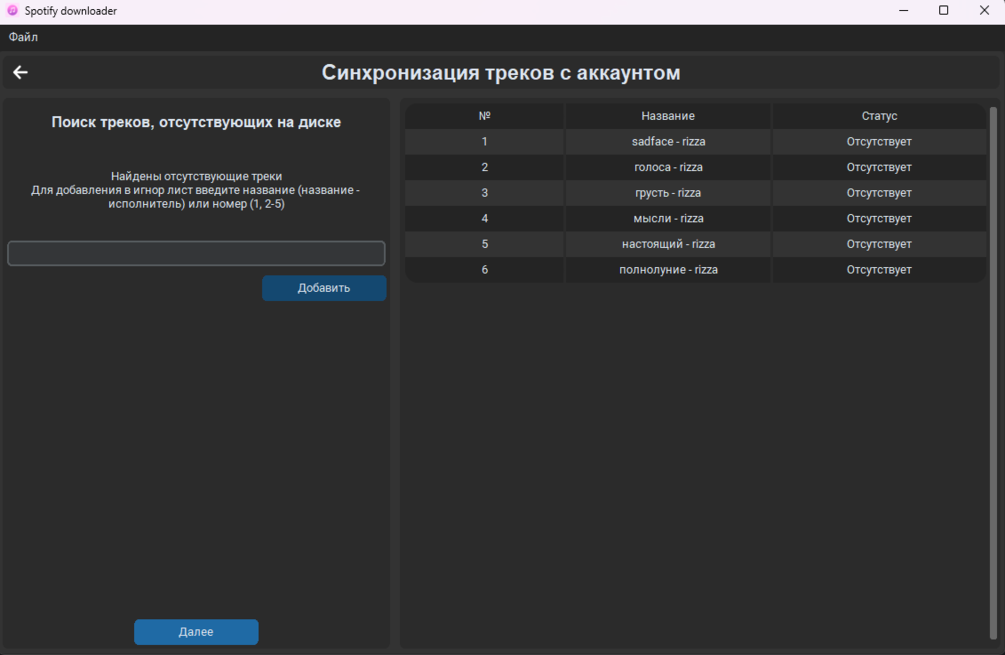 Spotify downloader
Файл
Синхронизация треков с аккаунтом
Поиск треков, отсутствующих на диске
Найдены отсутствующие треки
Для добавления в игнор лист введите название (название -
исполнитель) или номер (1, 2-5)
Добавить
Далее
№ Название Статус
1 sadface - rizza Отсутствует
2 голоса - rizza Отсутствует
3 грусть - rizza Отсутствует
4 мысли - rizza Отсутствует
5 настоящий - rizza Отсутствует
6 полнолуние - rizza Отсутствует